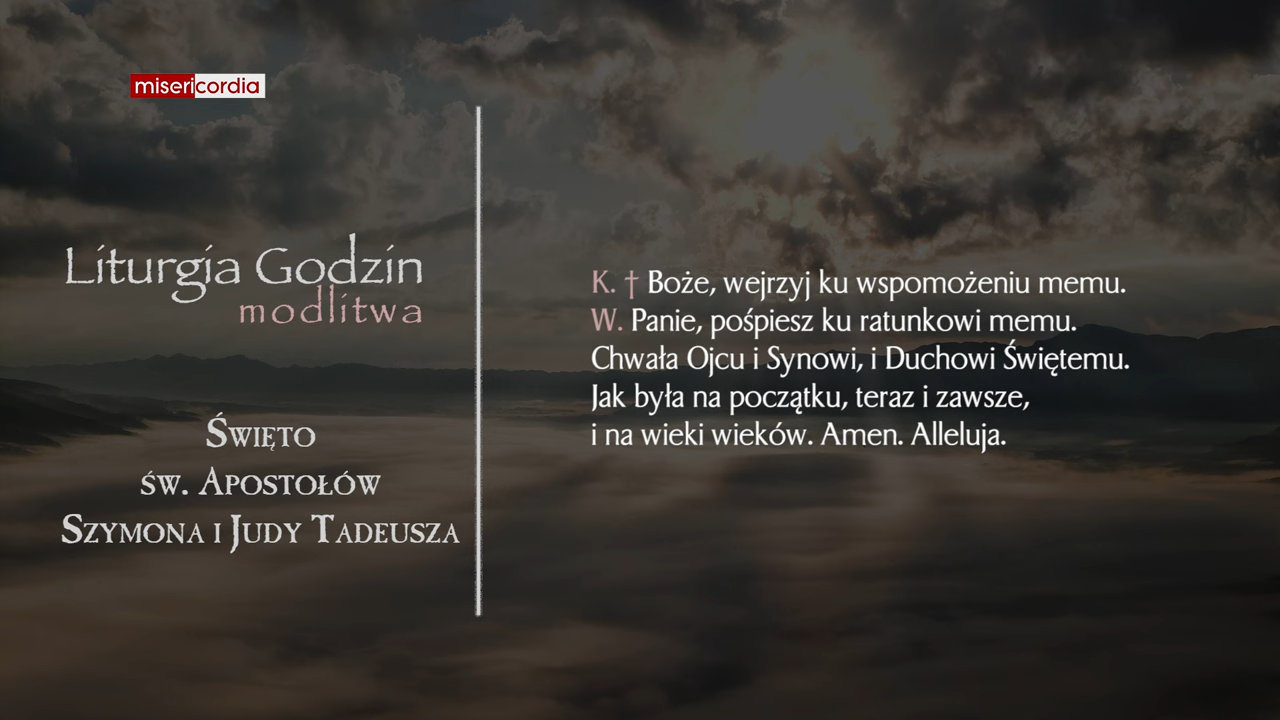 misericordia
Liturgia Godzin
modlitwa
Święto
św. Apostołów
Szymona i Judy Tadeusza
K. † Boże, wejrzyj ku wspomożeniu memu.
W. Panie, pośpiesz ku ratunkowi memu.
Chwała Ojcu i Synowi, i Duchowi Świętemu.
Jak była na początku, teraz i zawsze,
i na wieki wieków. Amen. Alleluja.